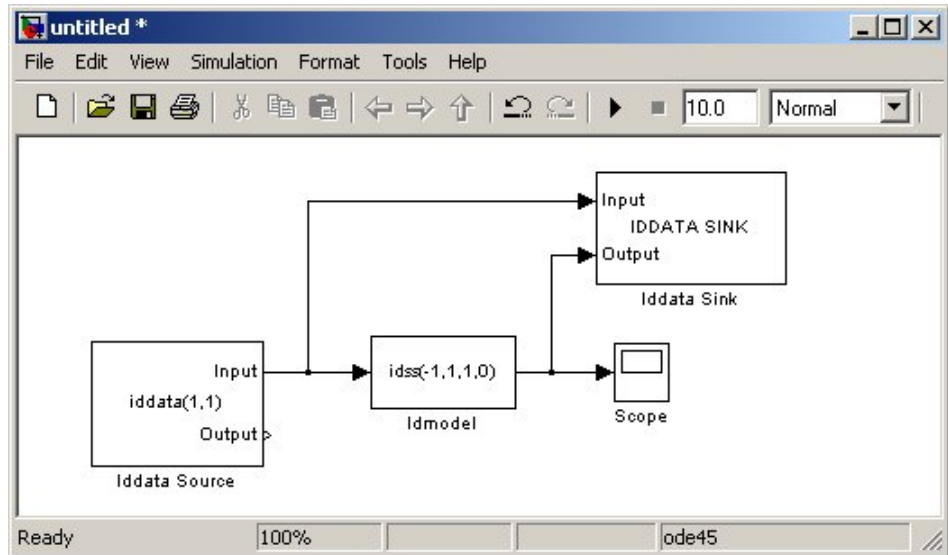 untitled *
File Edit View Simulation Format Tools Help
10.0 Normal
Input
IDDATA SINK
Output
Iddata Sink
Input
iddata(1,1)
Output
Iddata Source
idss(-1,1,1,0)
Idmodel
Scope
Ready 100% ode45